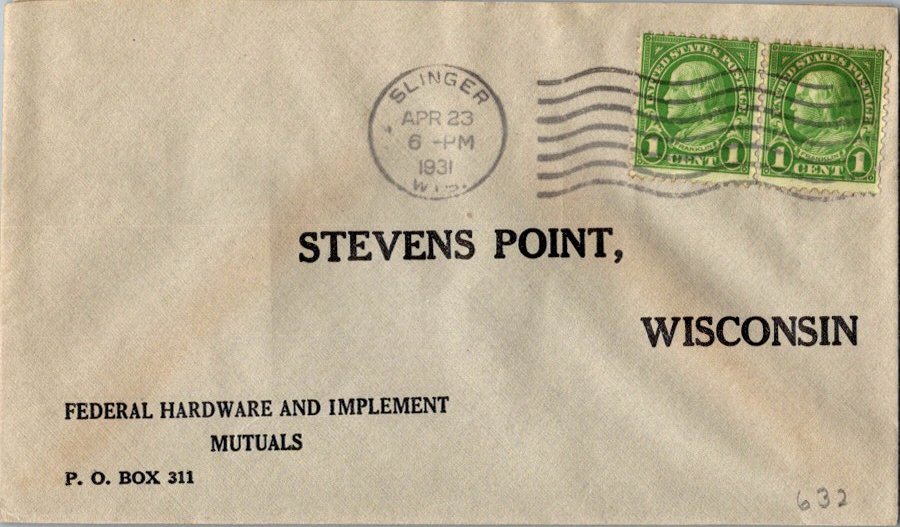 SLINGER
APR 23
6 -PM
1931
WIS.
UNITED STATES POSTAGE
FRANKLIN
1 CENT 1
UNITED STATES POSTAGE
FRANKLIN
1 CENT 1
STEVENS POINT,
WISCONSIN
FEDERAL HARDWARE AND IMPLEMENT
MUTUALS
P. O. BOX 311
632